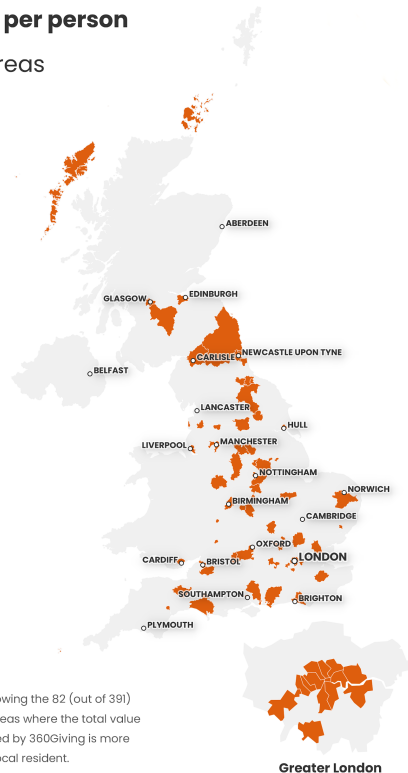 per person
reas
ABERDEEN
GLASGOW
EDINBURGH
NEWCASTLE UPON TYNE
CARLISLE
BELFAST
LANCASTER
HULL
LIVERPOOL
MANCHESTER
NOTTINGHAM
NORWICH
BIRMINGHAM
CAMBRIDGE
OXFORD
LONDON
CARDIFF
BRISTOL
SOUTHAMPTON
BRIGHTON
PLYMOUTH
wing the 82 (out of 391)
eas where the total value
ed by 360Giving is more
ocal resident.
Greater London